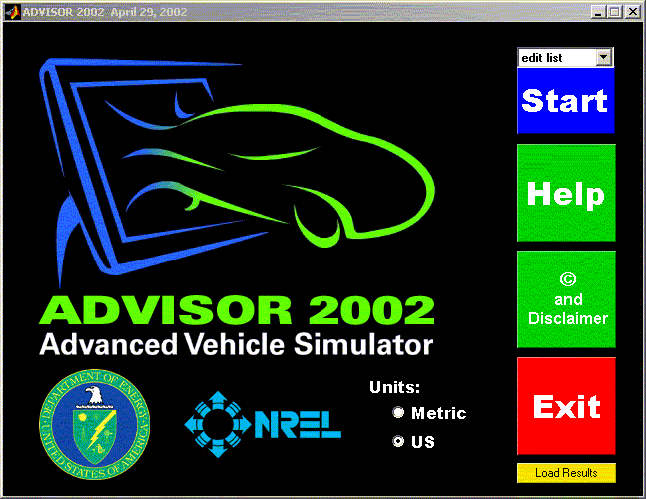 ADVISOR 2002 April 29, 2002
edit list
Start
Help
©
and
Disclaimer
Exit
Load Results
ADVISOR 2002
Advanced Vehicle Simulator
DEPARTMENT OF ENERGY
UNITED STATES OF AMERICA
NREL
Units:
Metric
US